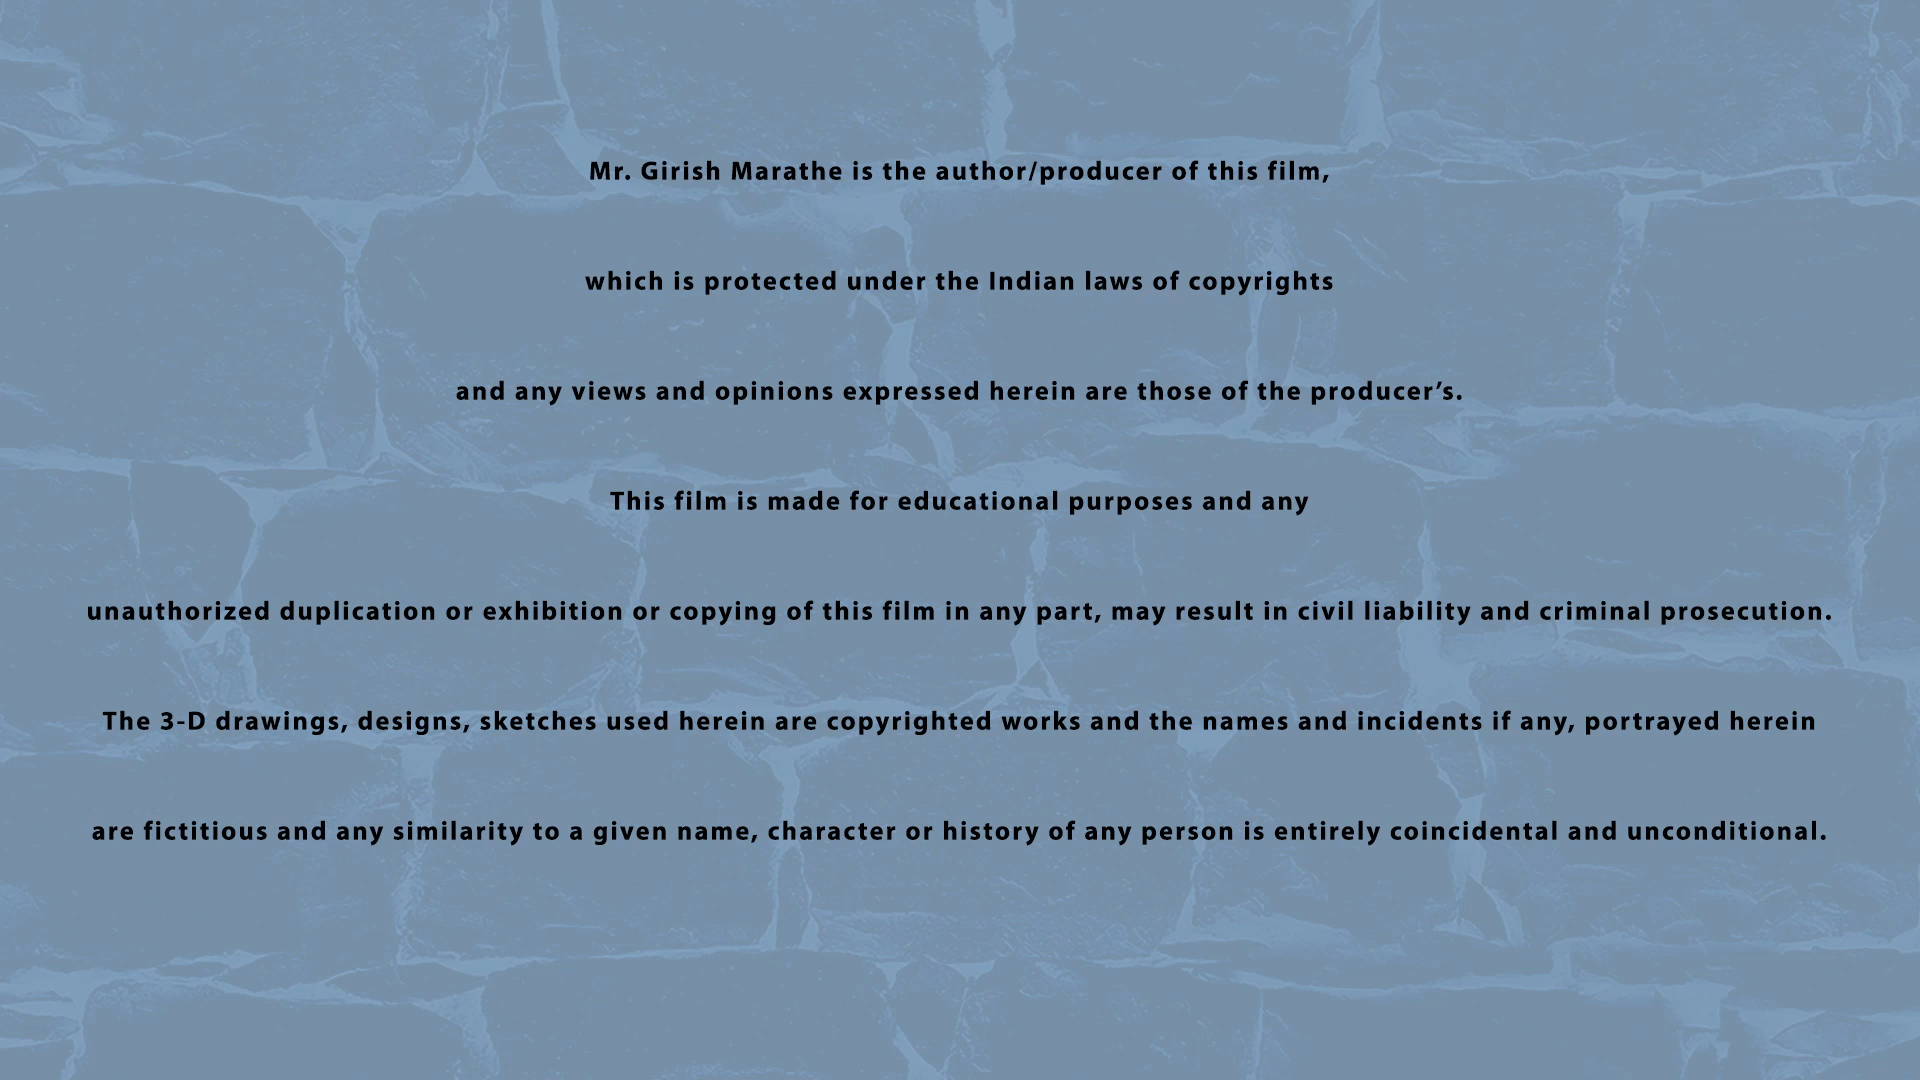 Mr. Girish Marathe is the author/producer of this film,
which is protected under the Indian laws of copyrights
and any views and opinions expressed herein are those of the producer’s.
This film is made for educational purposes and any
unauthorized duplication or exhibition or copying of this film in any part, may result in civil liability and criminal prosecution.
The 3-D drawings, designs, sketches used herein are copyrighted works and the names and incidents if any, portrayed herein
are fictitious and any similarity to a given name, character or history of any person is entirely coincidental and unconditional.